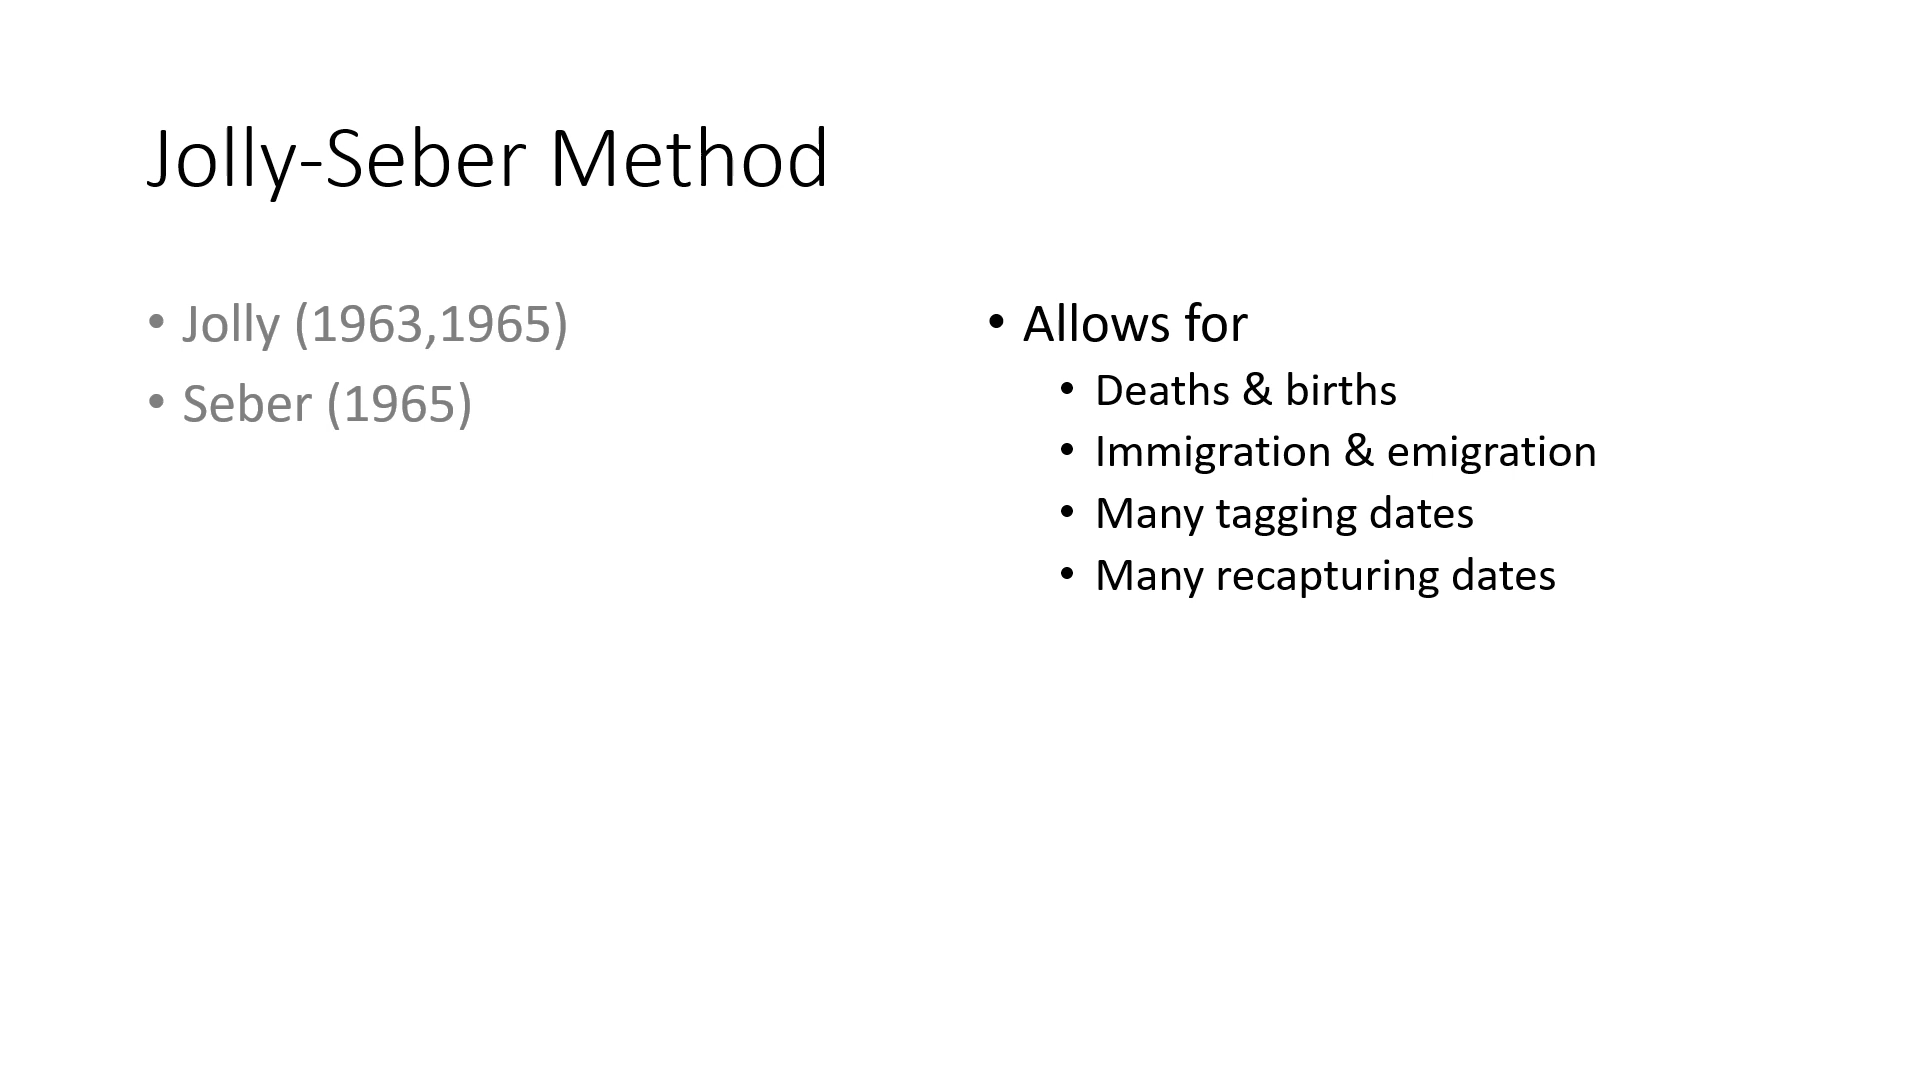 Jolly-Seber Method
• Jolly (1963,1965)
• Seber (1965)
• Allows for
• Deaths & births
• Immigration & emigration
• Many tagging dates
• Many recapturing dates